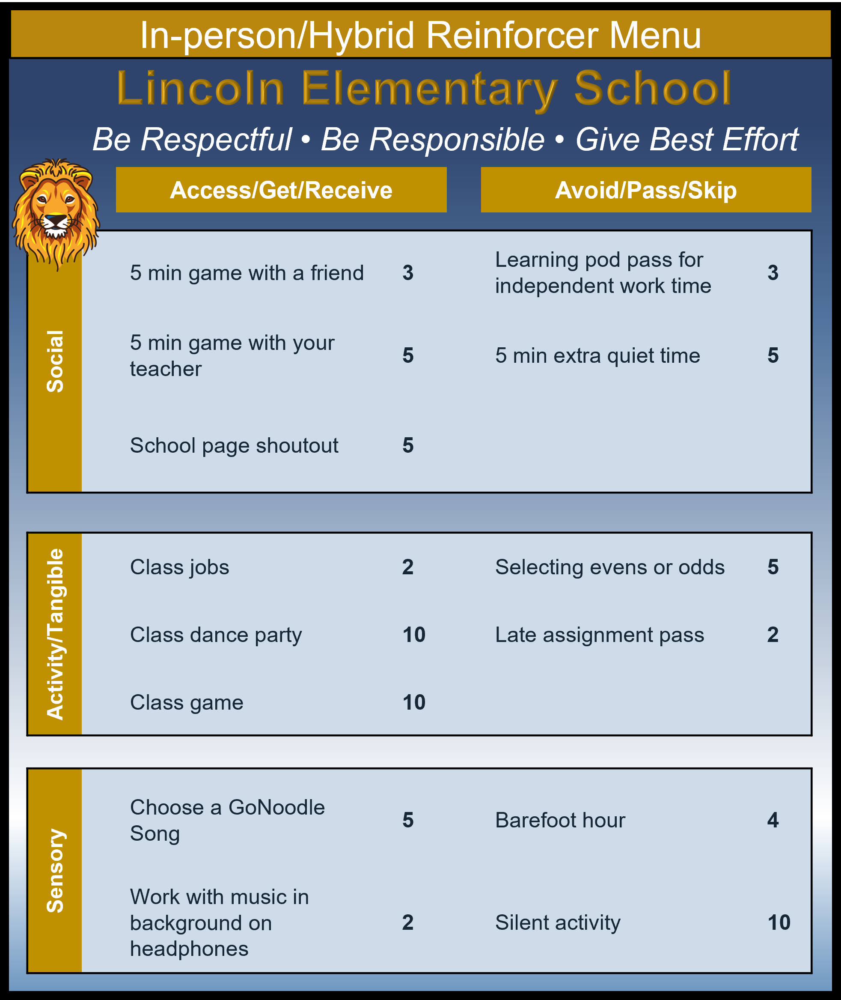 In-person/Hybrid Reinforcer Menu
Lincoln Elementary School
Be Respectful • Be Responsible • Give Best Effort
Access/Get/Receive
Avoid/Pass/Skip
Social
5 min game with a friend 3
Learning pod pass for
independent work time 3
5 min game with your
teacher 5
5 min extra quiet time 5
School page shoutout 5
Activity/Tangible
Class jobs 2
Selecting evens or odds 5
Class dance party 10
Late assignment pass 2
Class game 10
Sensory
Choose a GoNoodle
Song 5
Barefoot hour 4
Work with music in
background on
headphones 2
Silent activity 10